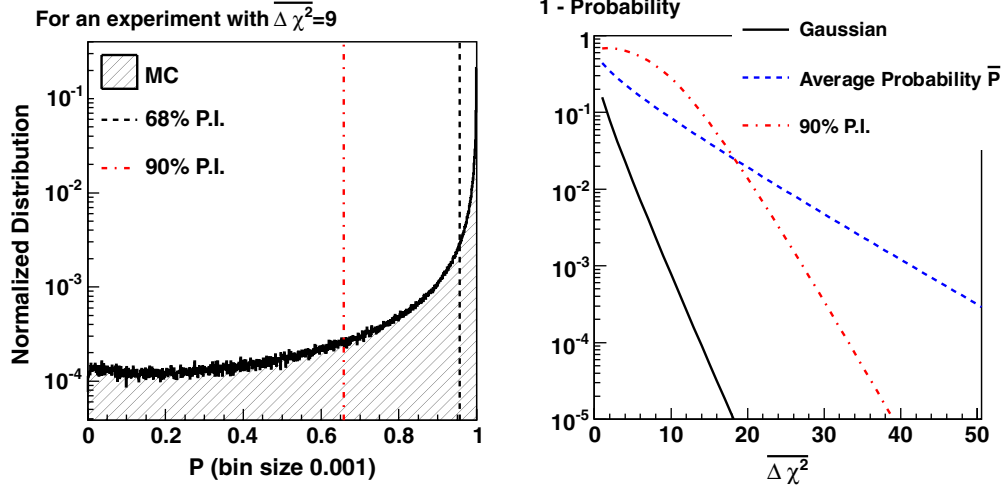 For an experiment with Δχ²=9
Normalized Distribution
MC
68% P.I.
90% P.I.
10⁻¹
10⁻²
10⁻³
10⁻⁴
0 0.2 0.4 0.6 0.8 1
P (bin size 0.001)
1 - Probability
Gaussian
Average Probability P̅
90% P.I.
1
10⁻¹
10⁻²
10⁻³
10⁻⁴
10⁻⁵
0 10 20 30 40 50
Δχ²